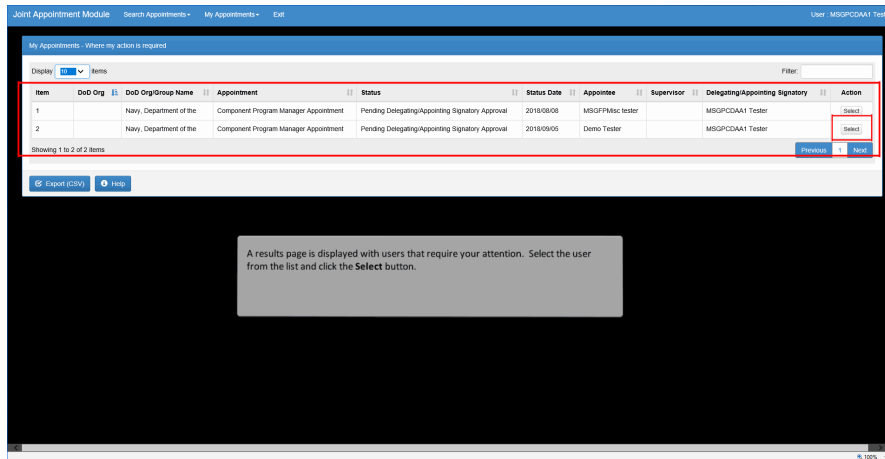 Joint Appointment Module Search Appointments My Appointments Exit User : MSGPCDAA1 Test
My Appointments - Where my action is required
Display 10 items Filter:
Item DoD Org DoD Org/Group Name Appointment Status Status Date Appointee Supervisor Delegating/Appointing Signatory Action
1 Navy, Department of the Component Program Manager Appointment Pending Delegating/Appointing Signatory Approval 2018/08/08 MSGFPMisc tester MSGPCDAA1 Tester Select
2 Navy, Department of the Component Program Manager Appointment Pending Delegating/Appointing Signatory Approval 2018/09/05 Demo Tester MSGPCDAA1 Tester Select
Showing 1 to 2 of 2 items Previous 1 Next
Export (CSV) Help
A results page is displayed with users that require your attention. Select the user
from the list and click the Select button.
100%